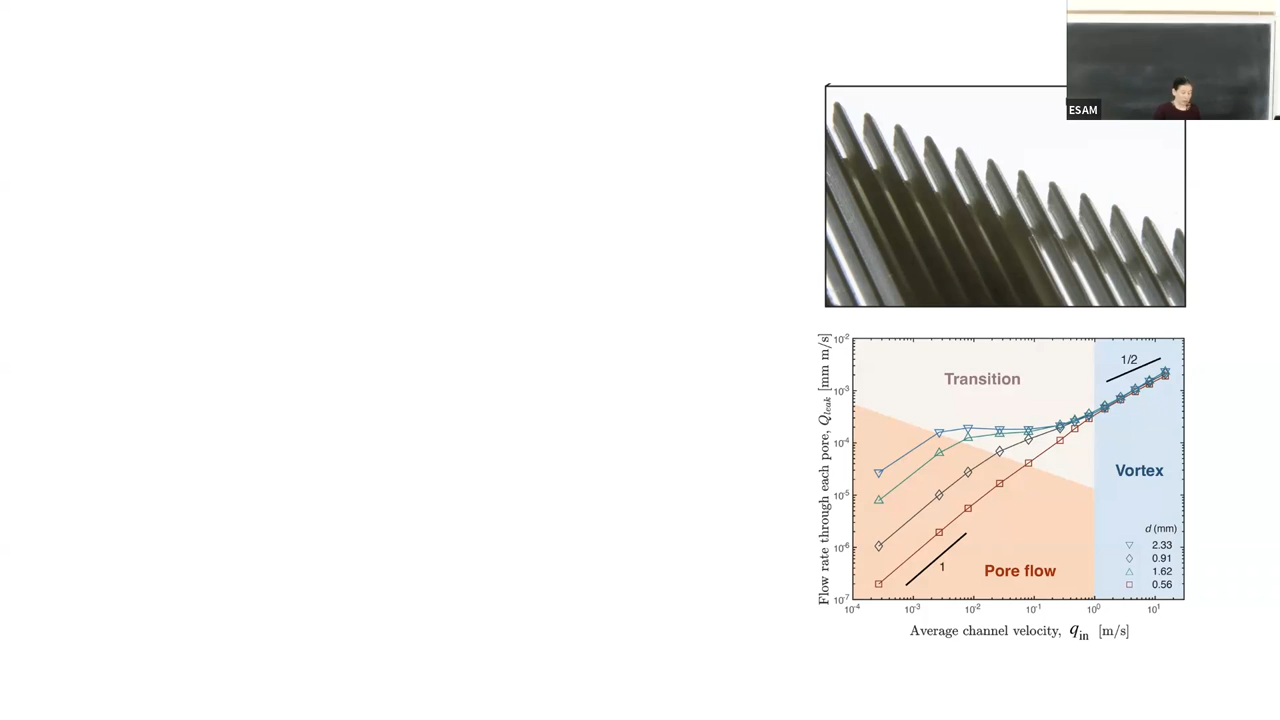 ESAM
Flow rate through each pore, Q_leak [mm m/s]
10^-2
10^-3
10^-4
10^-5
10^-6
10^-7
Transition
1/2
Vortex
d (mm)
2.33
0.91
1.62
0.56
1
Pore flow
10^-4 10^-3 10^-2 10^-1 10^0 10^1
Average channel velocity, q_in [m/s]